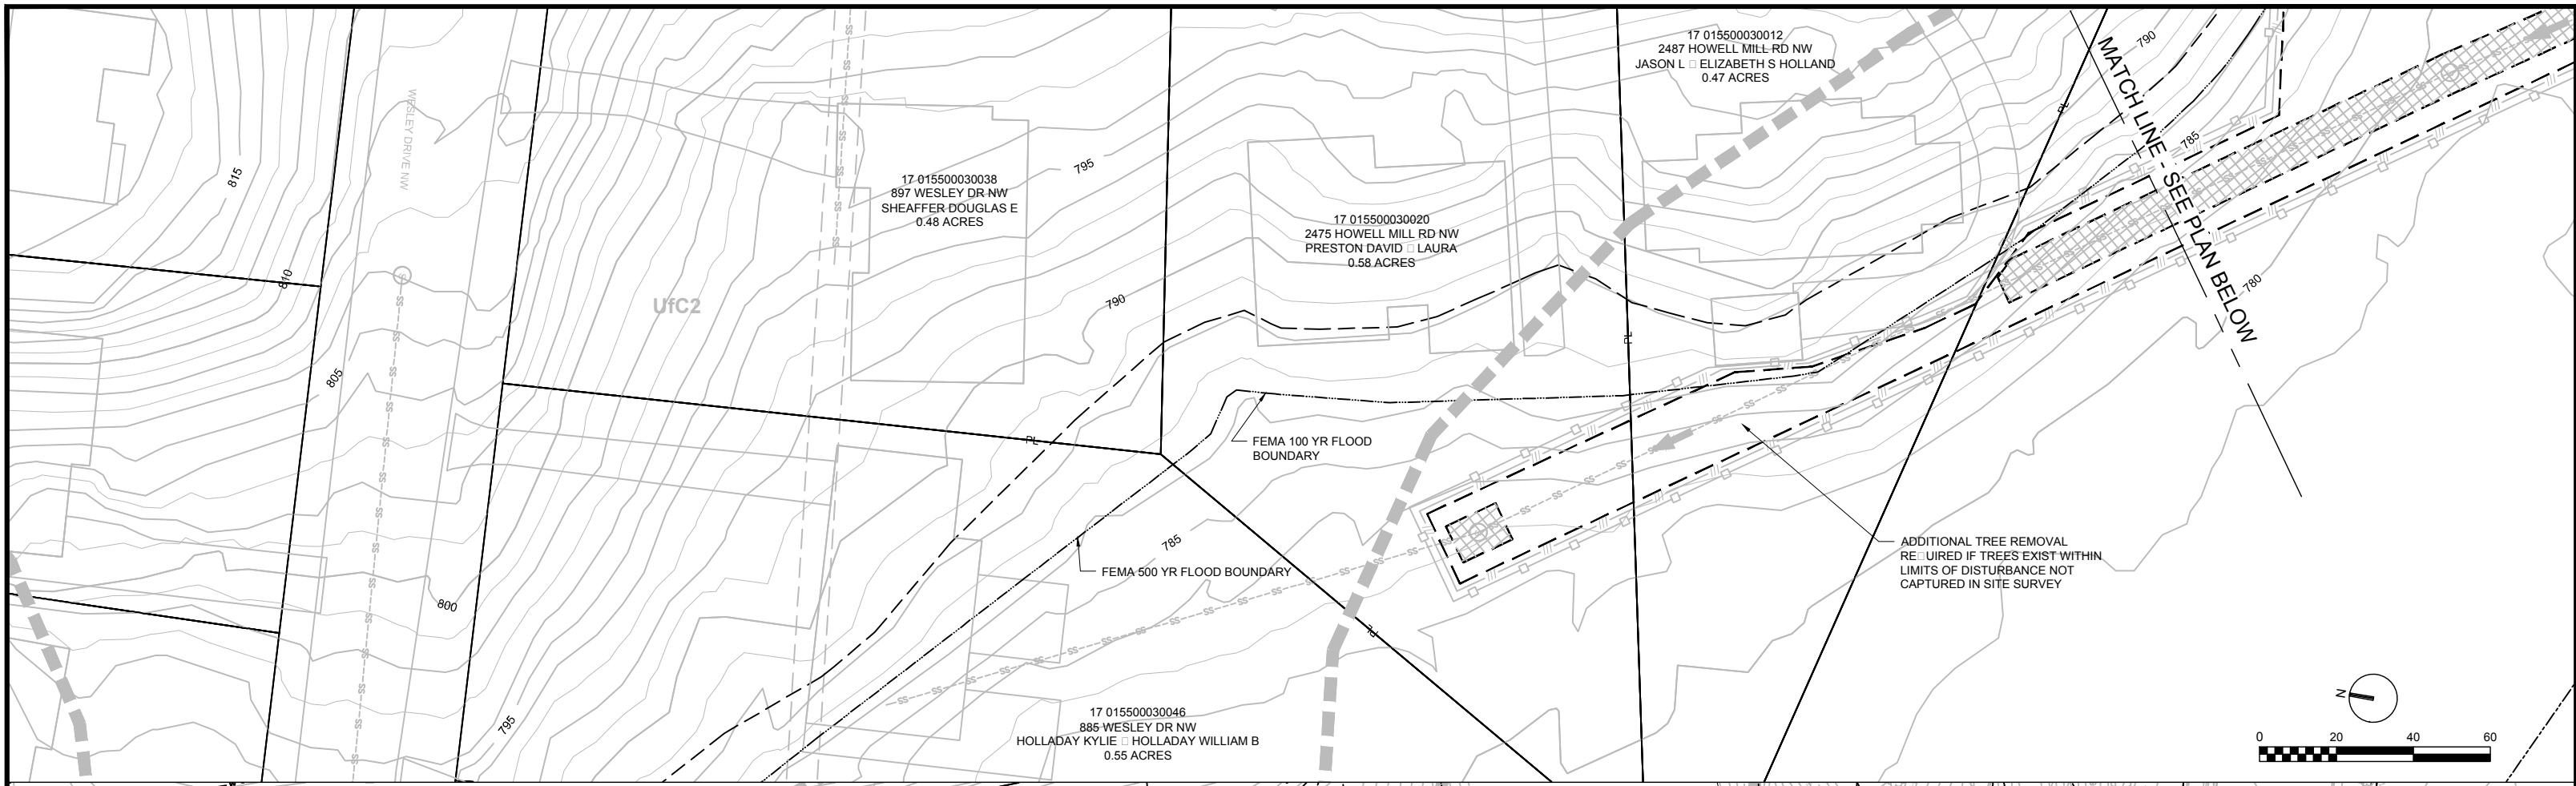 17 015500030012
2487 HOWELL MILL RD NW
JASON L □ ELIZABETH S HOLLAND
0.47 ACRES
790
MATCH LINE - SEE PLAN BELOW
PL
785
780
WESLEY DRIVE NW
815
810
805
800
795
17 015500030038
897 WESLEY DR NW
SHEAFFER DOUGLAS E
0.48 ACRES
795
790
UfC2
17 015500030020
2475 HOWELL MILL RD NW
PRESTON DAVID □ LAURA
0.58 ACRES
PL
PL
FEMA 100 YR FLOOD
BOUNDARY
785
FEMA 500 YR FLOOD BOUNDARY
PL
ADDITIONAL TREE REMOVAL
RE□UIRED IF TREES EXIST WITHIN
LIMITS OF DISTURBANCE NOT
CAPTURED IN SITE SURVEY
17 015500030046
885 WESLEY DR NW
HOLLADAY KYLIE □ HOLLADAY WILLIAM B
0.55 ACRES
N
0 20 40 60
SS